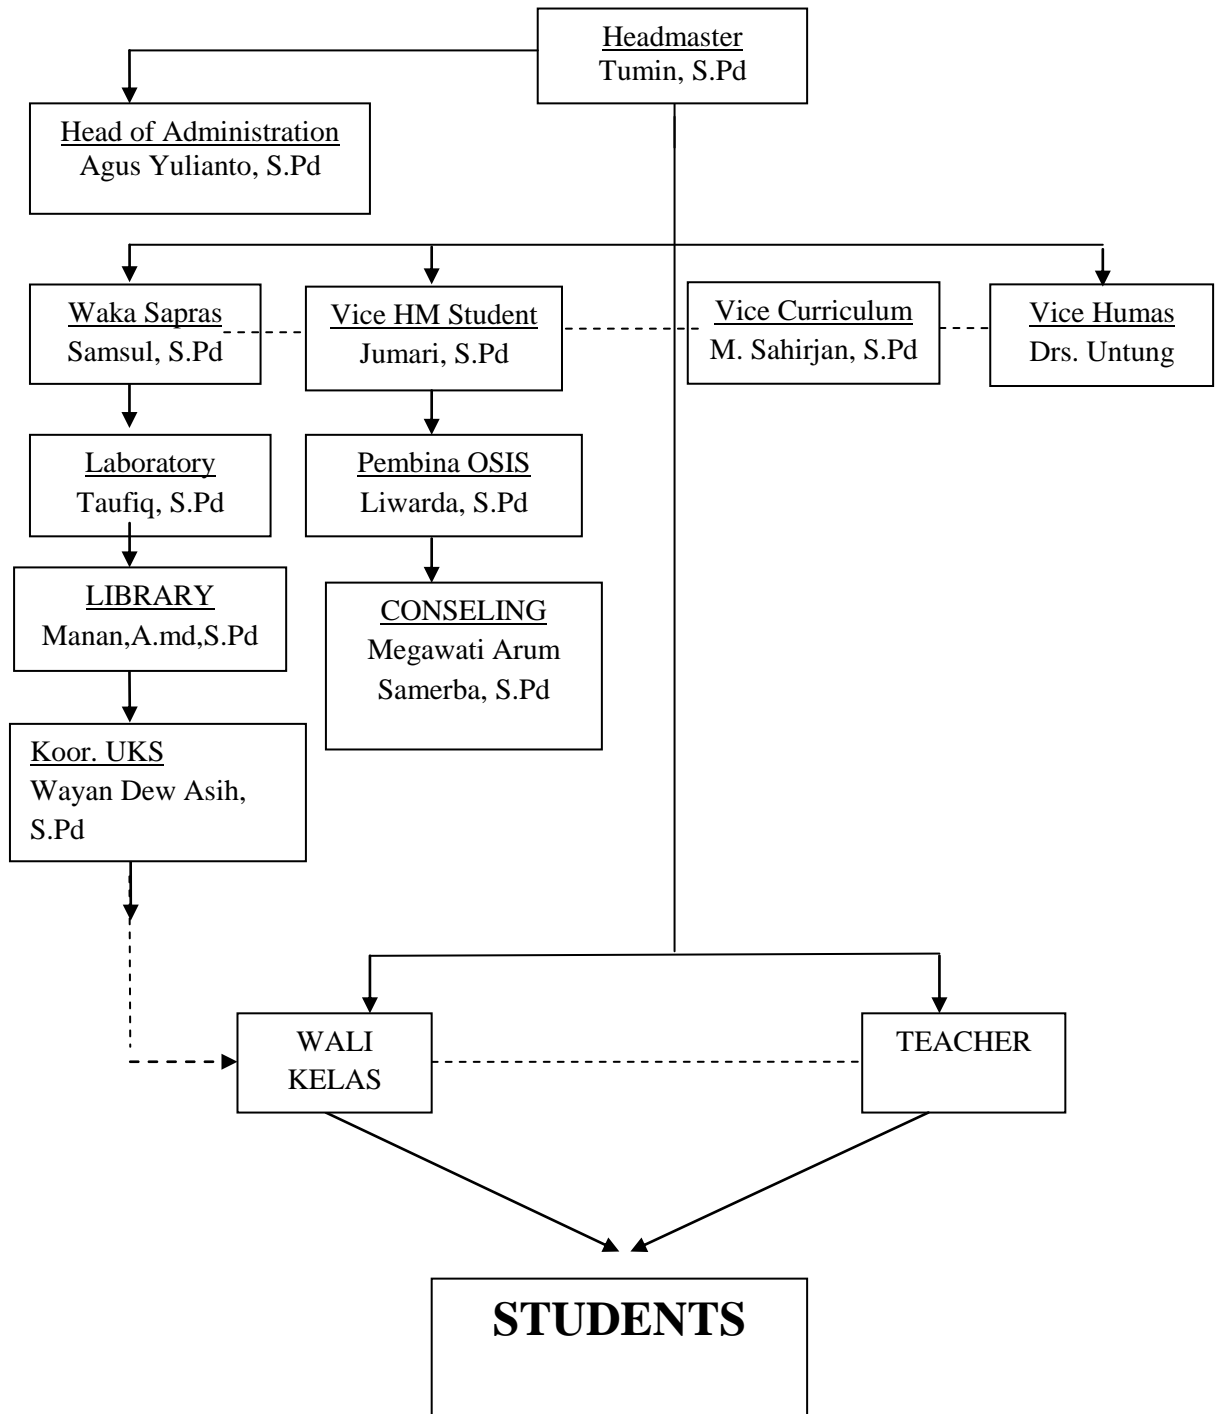 Headmaster
Tumin, S.Pd
Head of Administration
Agus Yulianto, S.Pd
Waka Sapras
Samsul, S.Pd
Vice HM Student
Jumari, S.Pd
Vice Curriculum
M. Sahirjan, S.Pd
Vice Humas
Drs. Untung
Laboratory
Taufiq, S.Pd
Pembina OSIS
Liwarda, S.Pd
LIBRARY
Manan,A.md,S.Pd
CONSELING
Megawati Arum
Samerba, S.Pd
Koor. UKS
Wayan Dew Asih,
S.Pd
WALI
KELAS
TEACHER
STUDENTS